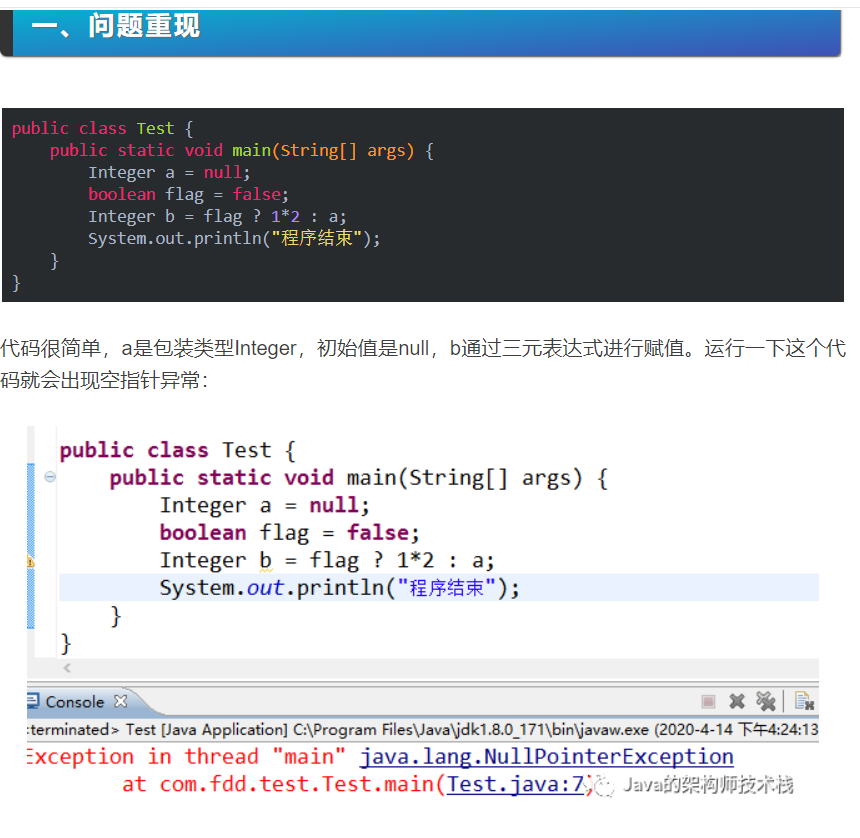 一、问题重现
public class Test {
    public static void main(String[] args) {
        Integer a = null;
        boolean flag = false;
        Integer b = flag ? 1*2 : a;
        System.out.println("程序结束");
    }
}
代码很简单，a是包装类型Integer，初始值是null，b通过三元表达式进行赋值。运行一下这个代
码就会出现空指针异常：
public class Test {
    public static void main(String[] args) {
        Integer a = null;
        boolean flag = false;
        Integer b = flag ? 1*2 : a;
        System.out.println("程序结束");
    }
}
Console
<terminated> Test [Java Application] C:\Program Files\Java\jdk1.8.0_171\bin\javaw.exe (2020-4-14 下午4:24:13
Exception in thread "main" java.lang.NullPointerException
at com.fdd.test.Test.main(Test.java:7)
Java的架构师技术栈